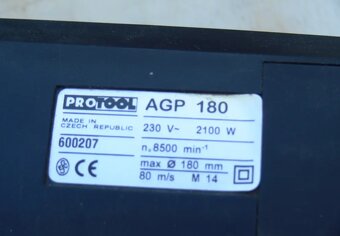 PROTOOL AGP 180
MADE IN
CZECH REPUBLIC
230 V~ 2100 W
600207
n₀ 8500 min⁻¹
max Ø 180 mm
CE
80 m/s M 14